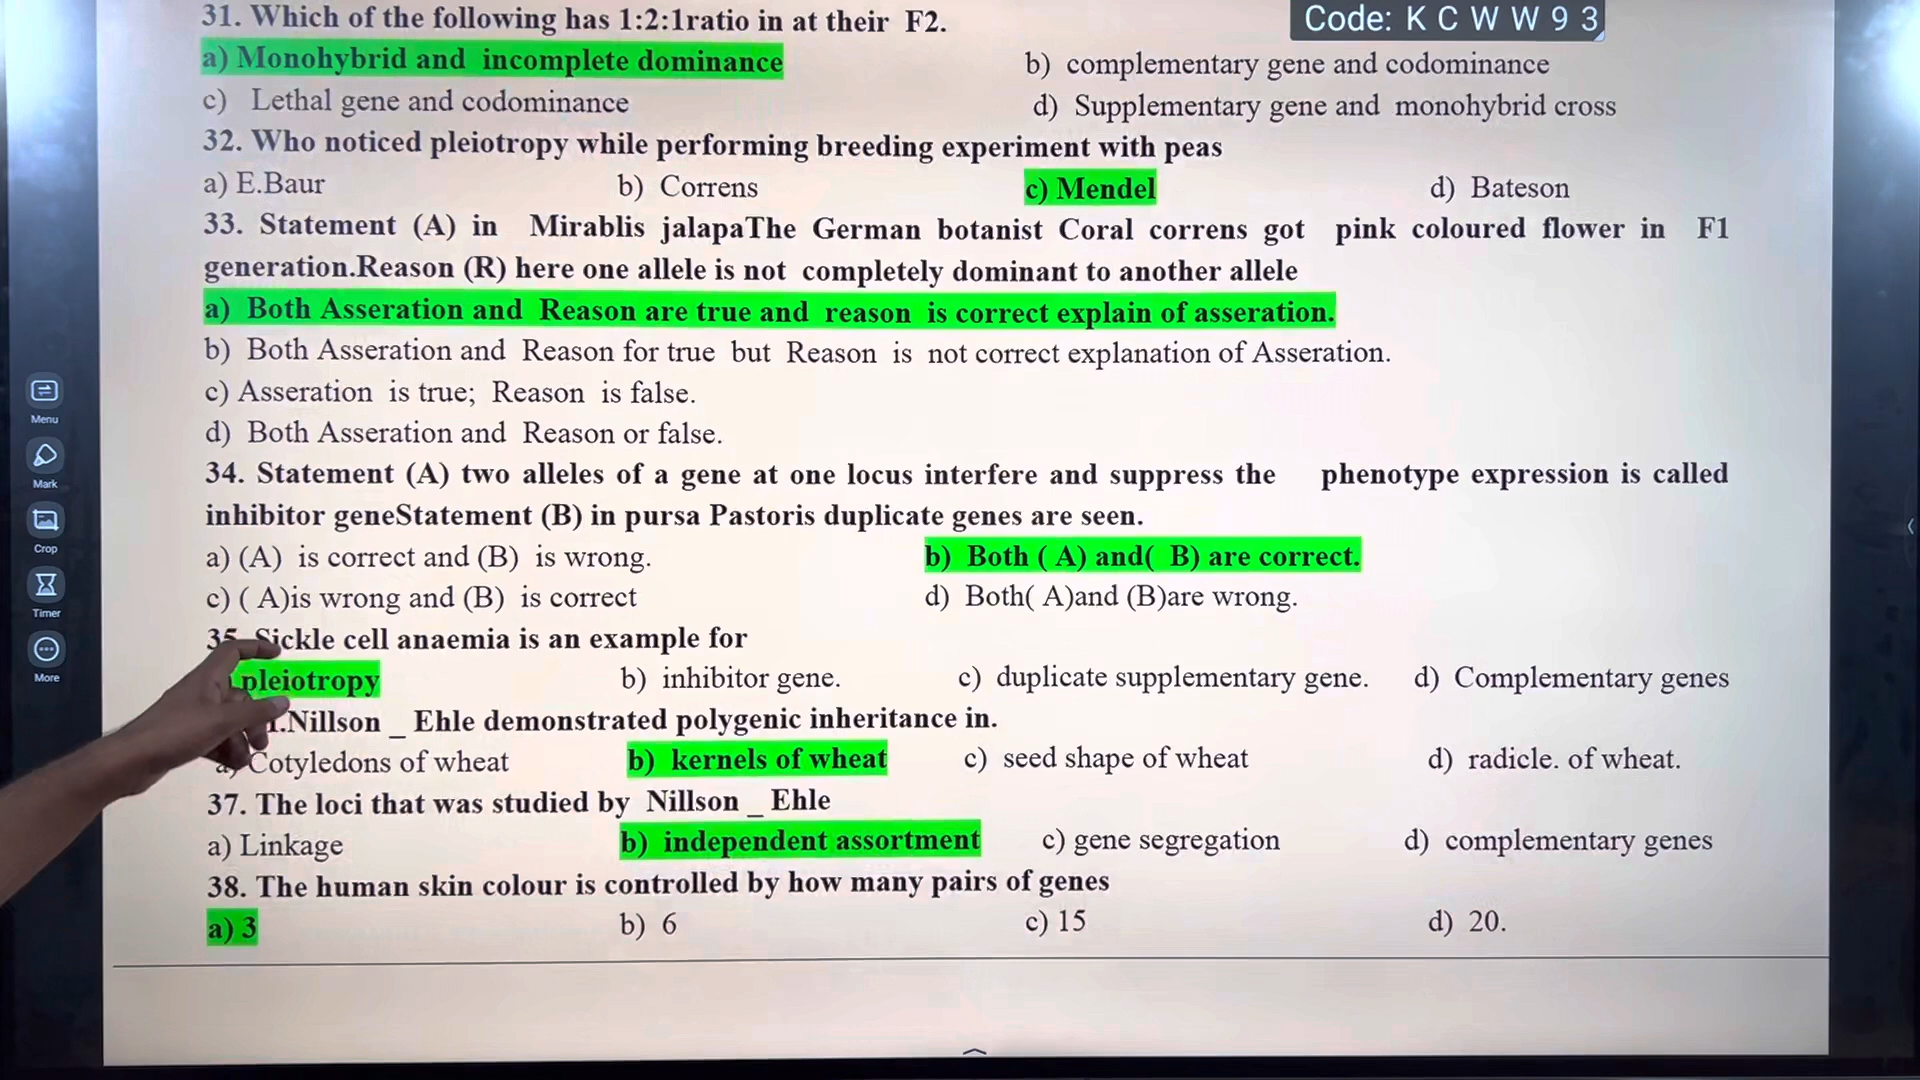 31. Which of the following has 1:2:1ratio in at their F2.
Code: K C W W 9 3
a) Monohybrid and incomplete dominance b) complementary gene and codominance
c) Lethal gene and codominance d) Supplementary gene and monohybrid cross
32. Who noticed pleiotropy while performing breeding experiment with peas
a) E.Baur b) Correns c) Mendel d) Bateson
33. Statement (A) in Mirablis jalapaThe German botanist Coral correns got pink coloured flower in F1
generation.Reason (R) here one allele is not completely dominant to another allele
a) Both Asseration and Reason are true and reason is correct explain of asseration.
b) Both Asseration and Reason for true but Reason is not correct explanation of Asseration.
c) Asseration is true; Reason is false.
d) Both Asseration and Reason or false.
34. Statement (A) two alleles of a gene at one locus interfere and suppress the phenotype expression is called
inhibitor geneStatement (B) in pursa Pastoris duplicate genes are seen.
a) (A) is correct and (B) is wrong. b) Both ( A) and( B) are correct.
c) ( A)is wrong and (B) is correct d) Both( A)and (B)are wrong.
35. Sickle cell anaemia is an example for
pleiotropy b) inhibitor gene. c) duplicate supplementary gene. d) Complementary genes
.Nillson _ Ehle demonstrated polygenic inheritance in.
a) Cotyledons of wheat b) kernels of wheat c) seed shape of wheat d) radicle. of wheat.
37. The loci that was studied by Nillson _ Ehle
a) Linkage b) independent assortment c) gene segregation d) complementary genes
38. The human skin colour is controlled by how many pairs of genes
a) 3 b) 6 c) 15 d) 20.
Menu
Mark
Crop
Timer
More